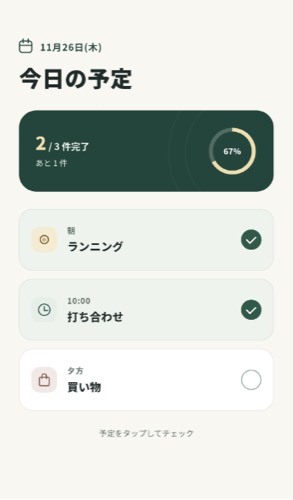 11月26日(木)
今日の予定
2 / 3 件完了
あと1件
67%
朝
ランニング
10:00
打ち合わせ
夕方
買い物
予定をタップしてチェック